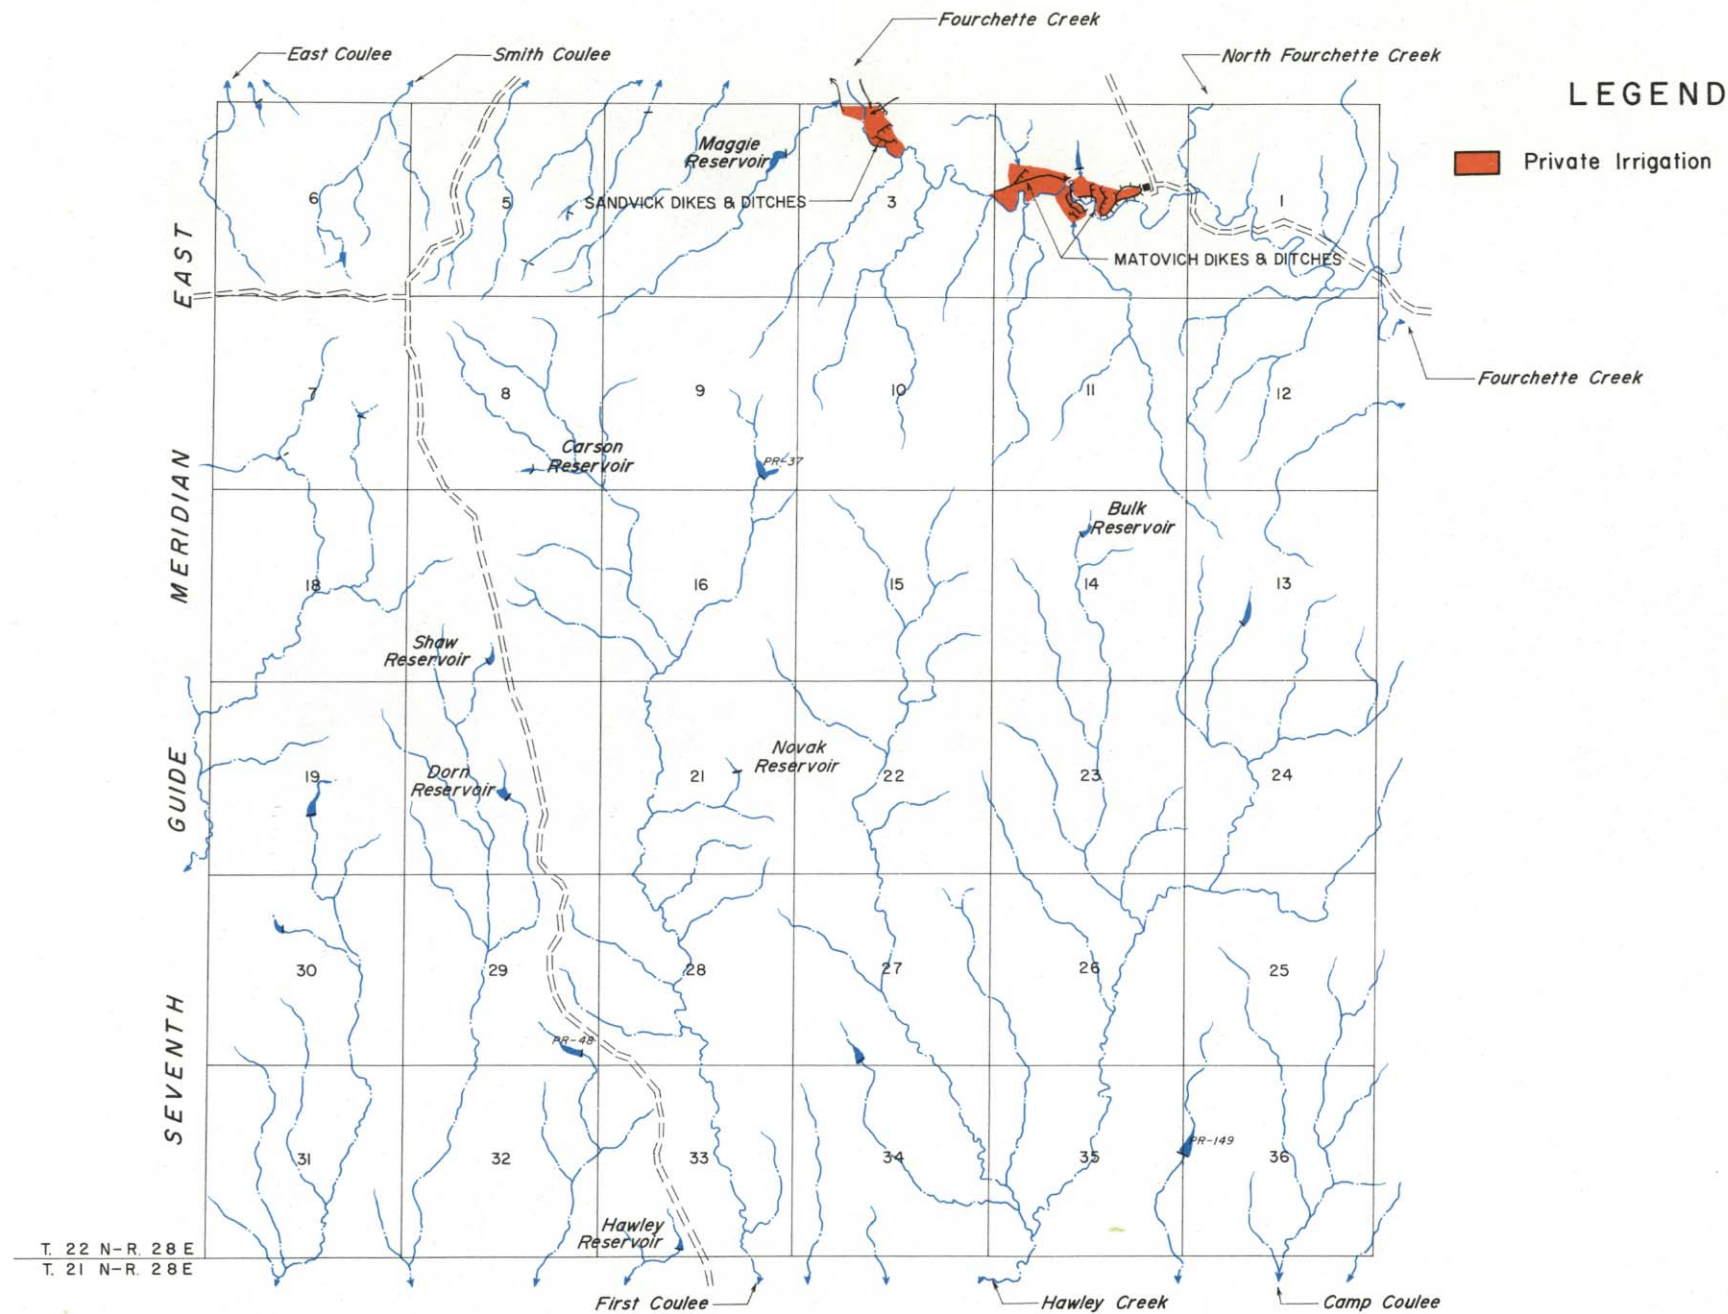 Fourchette Creek
East Coulee
Smith Coulee
North Fourchette Creek
LEGEND
Private Irrigation
Maggie
Reservoir
6
5
SANDVICK DIKES & DITCHES
3
1
MATOVICH DIKES & DITCHES
Fourchette Creek
7
8
9
10
11
12
Carson
Reservoir
PR-37
Bulk
Reservoir
18
16
15
14
13
Shaw
Reservoir
Novak
Reservoir
19
Dorn
Reservoir
21
22
23
24
30
29
28
27
26
25
PR-48
PR-149
31
32
33
34
35
36
Hawley
Reservoir
SEVENTH GUIDE MERIDIAN EAST
T. 22 N-R. 28 E
T. 21 N-R. 28 E
First Coulee
Hawley Creek
Camp Coulee